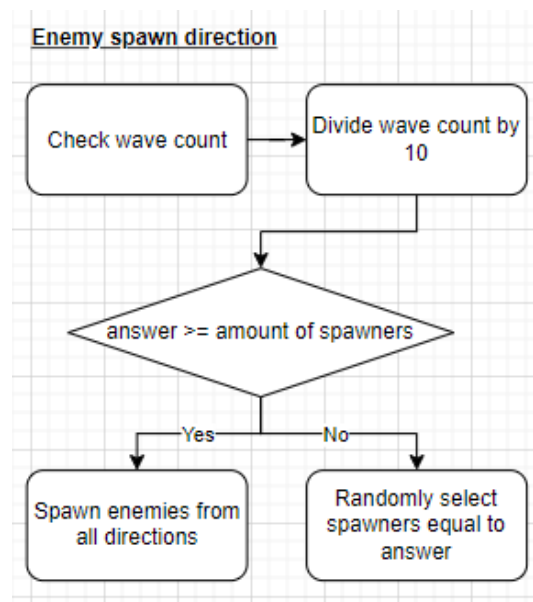 Enemy spawn direction
Check wave count
Divide wave count by
10
answer >= amount of spawners
Yes
No
Spawn enemies from
all directions
Randomly select
spawners equal to
answer